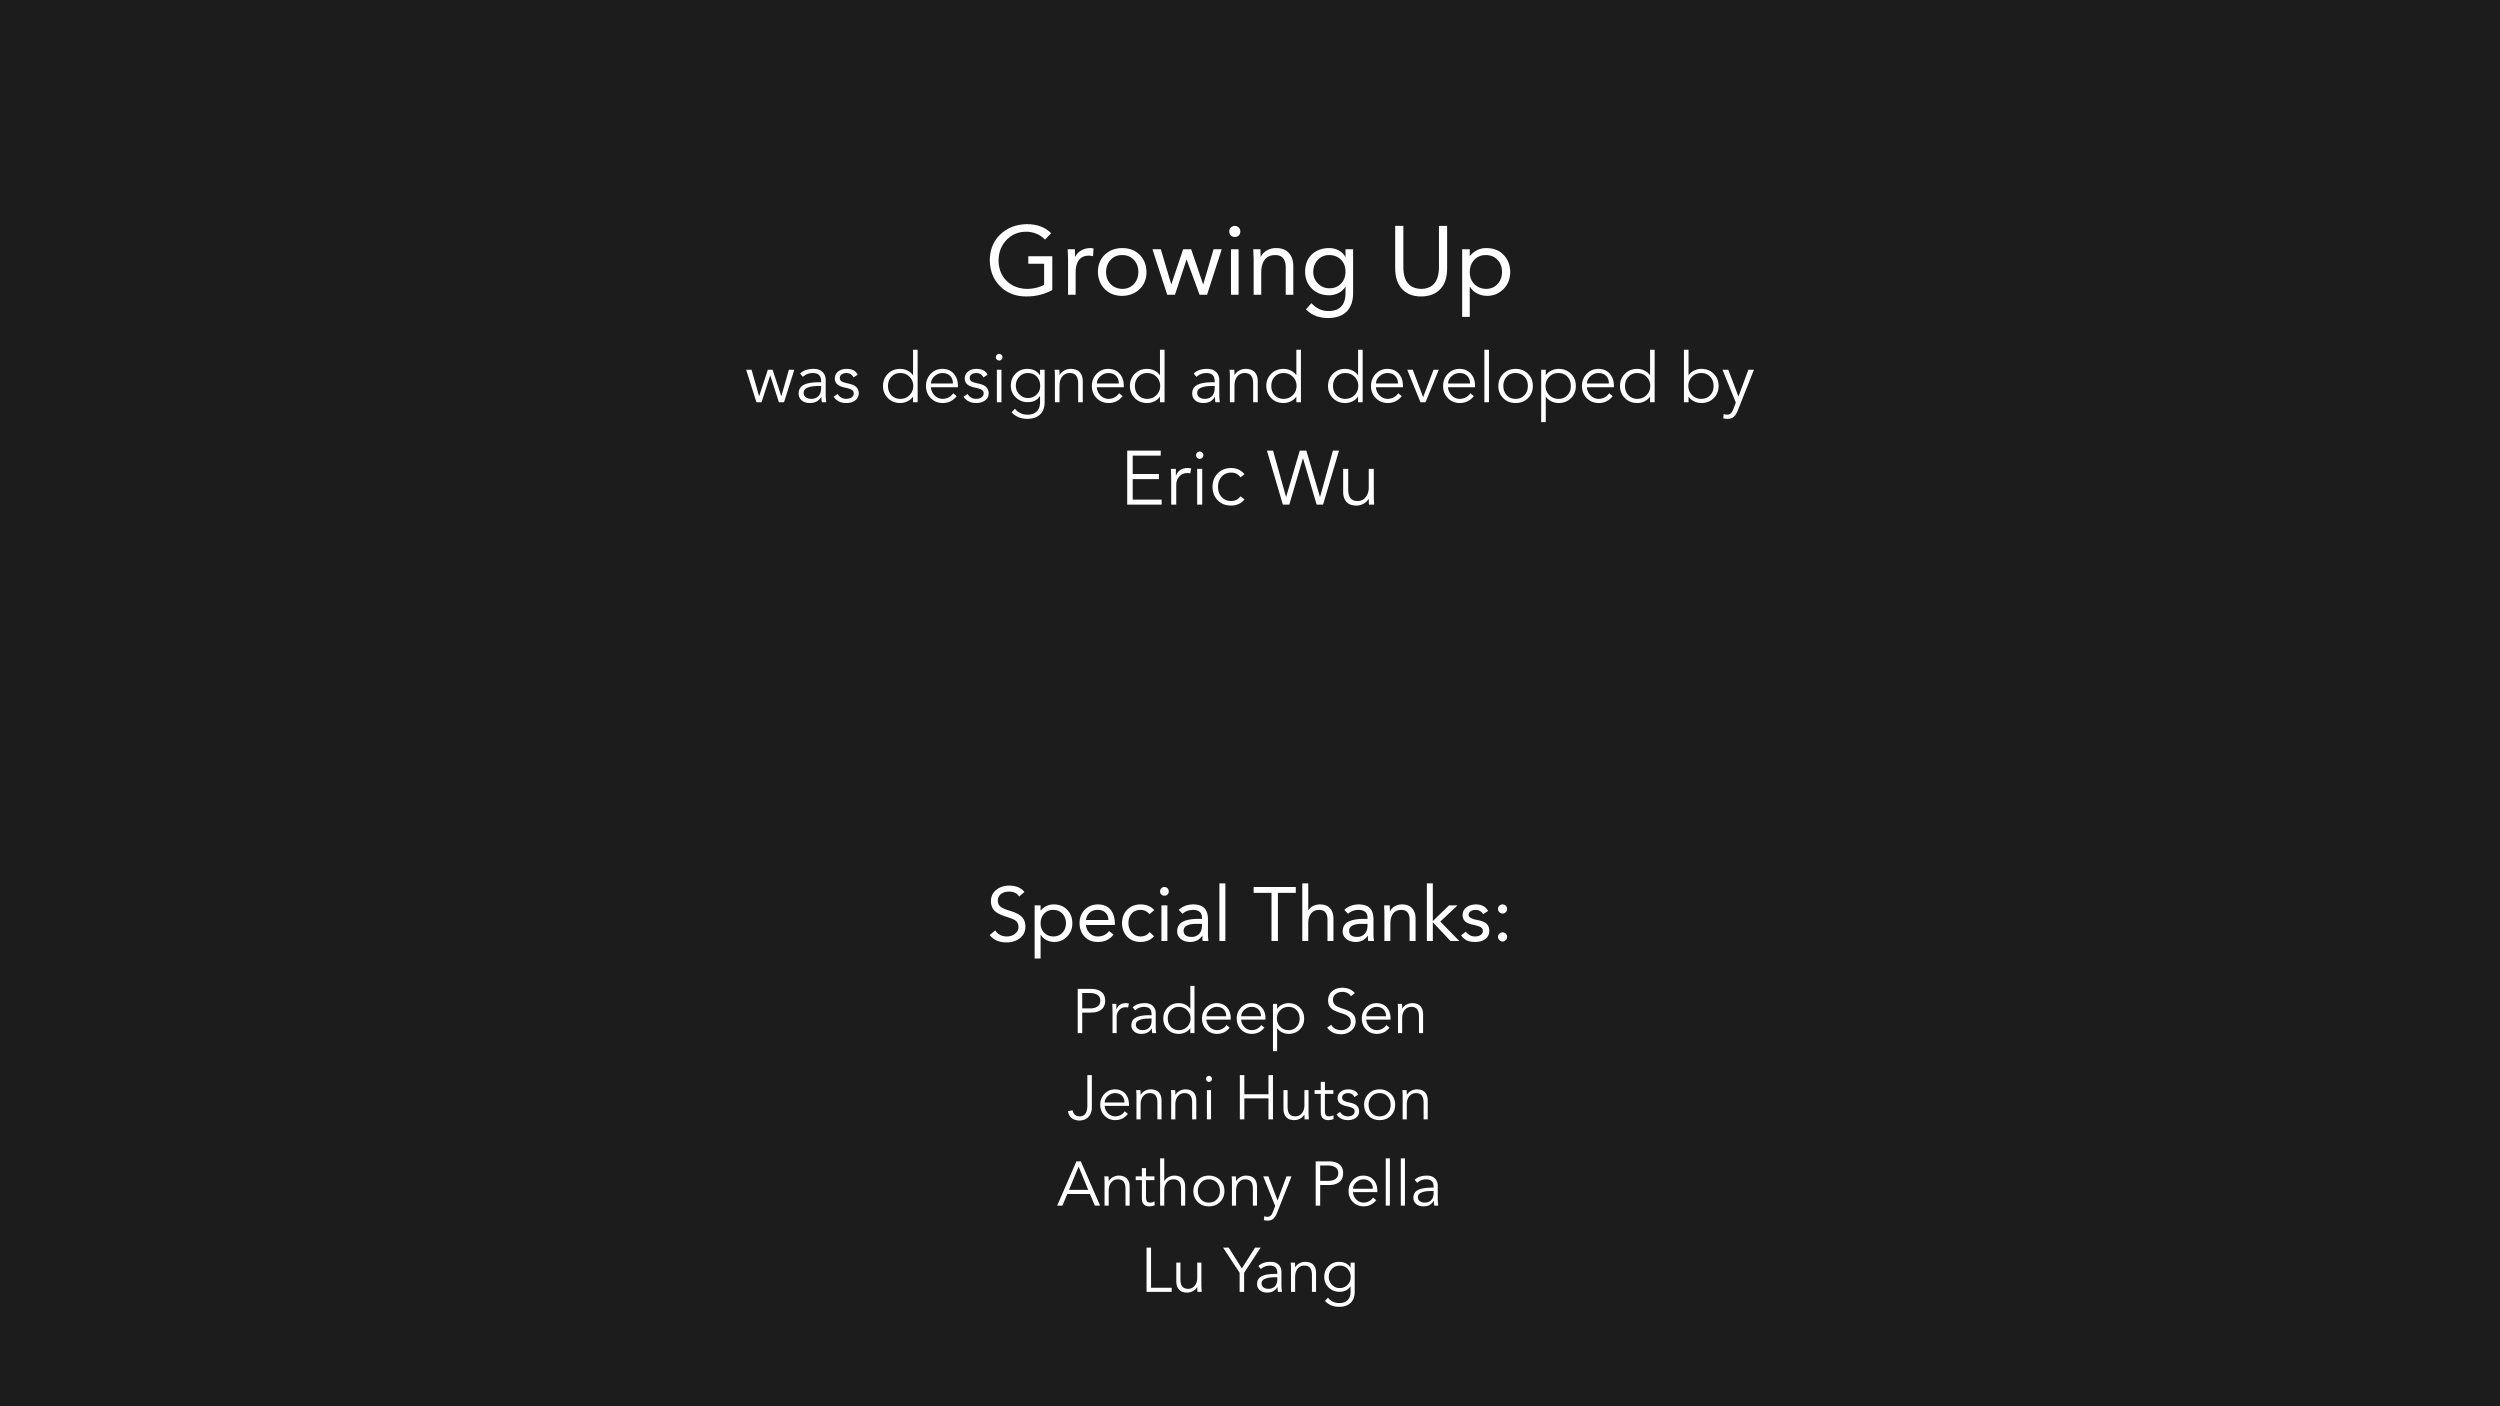 Growing Up
was designed and developed by
Eric Wu
Special Thanks:
Pradeep Sen
Jenni Hutson
Anthony Pella
Lu Yang